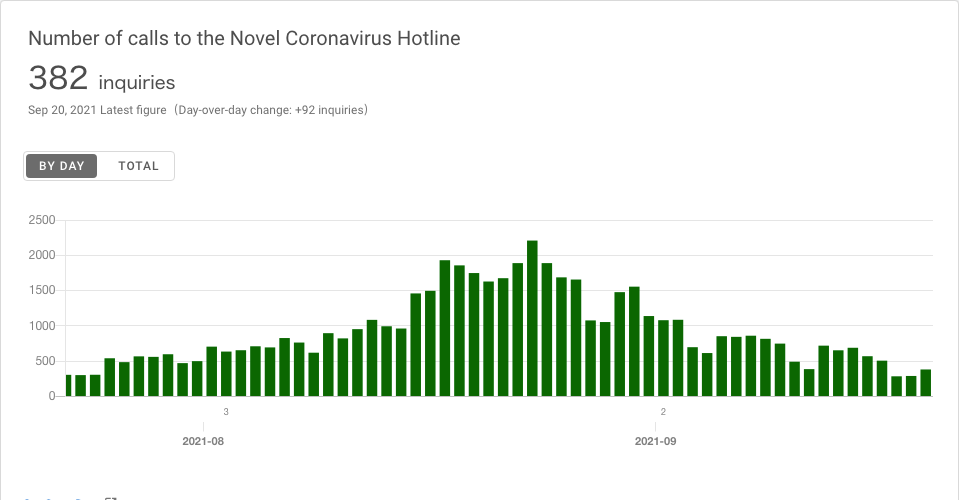 Number of calls to the Novel Coronavirus Hotline
382 inquiries
Sep 20, 2021 Latest figure（Day-over-day change: +92 inquiries）
BY DAY TOTAL
2500
2000
1500
1000
500
0
3 2
2021-08 2021-09